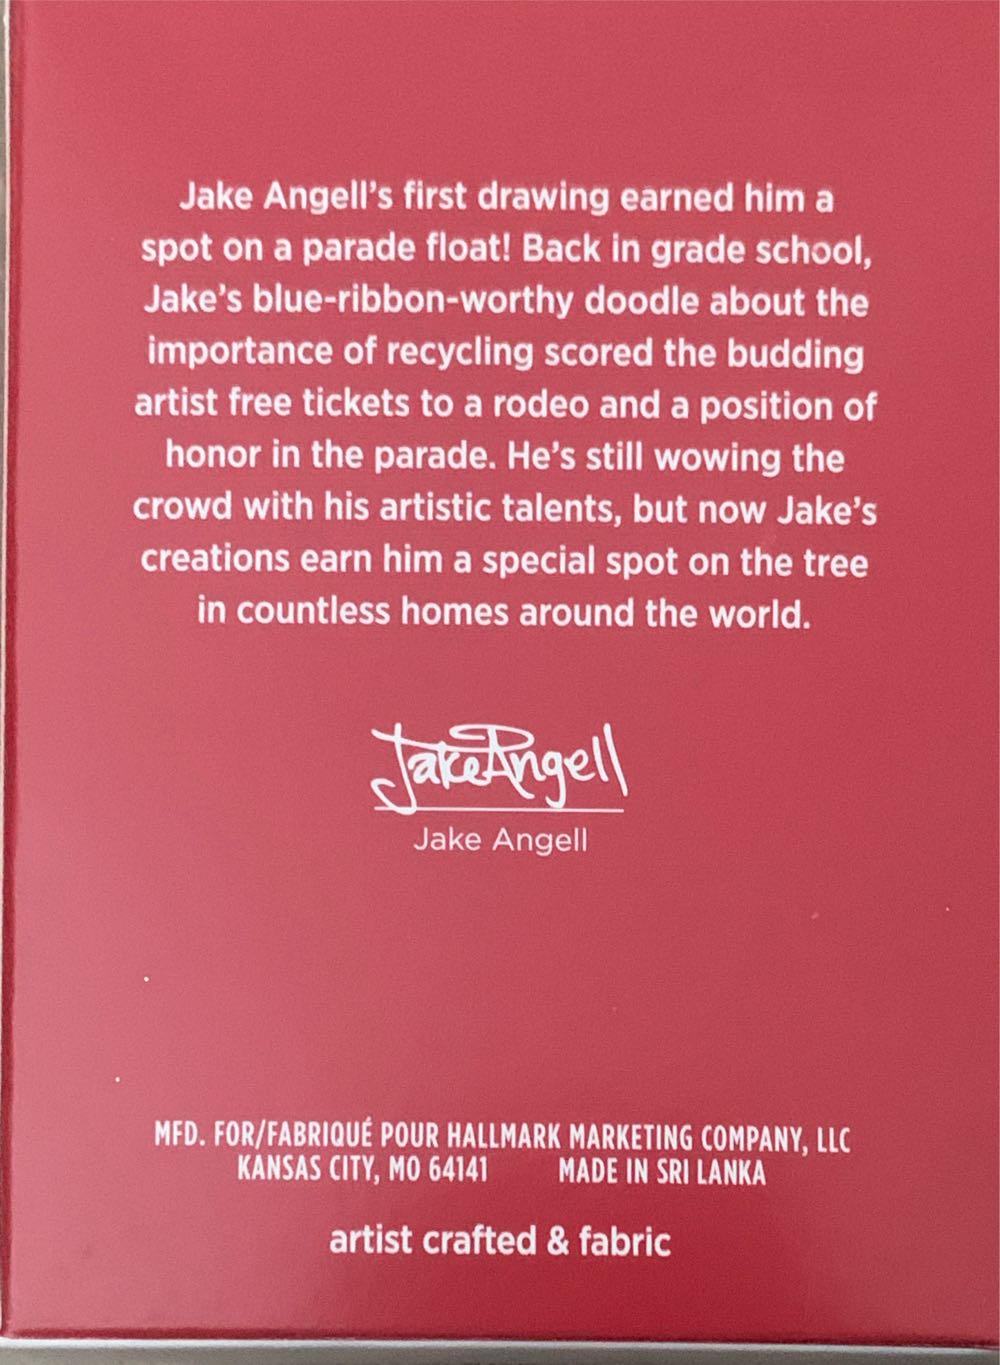 Jake Angell’s first drawing earned him a
spot on a parade float! Back in grade school,
Jake’s blue-ribbon-worthy doodle about the
importance of recycling scored the budding
artist free tickets to a rodeo and a position of
honor in the parade. He’s still wowing the
crowd with his artistic talents, but now Jake’s
creations earn him a special spot on the tree
in countless homes around the world.
Jake Angell
Jake Angell
MFD. FOR/FABRIQUÉ POUR HALLMARK MARKETING COMPANY, LLC
KANSAS CITY, MO 64141 MADE IN SRI LANKA
artist crafted & fabric